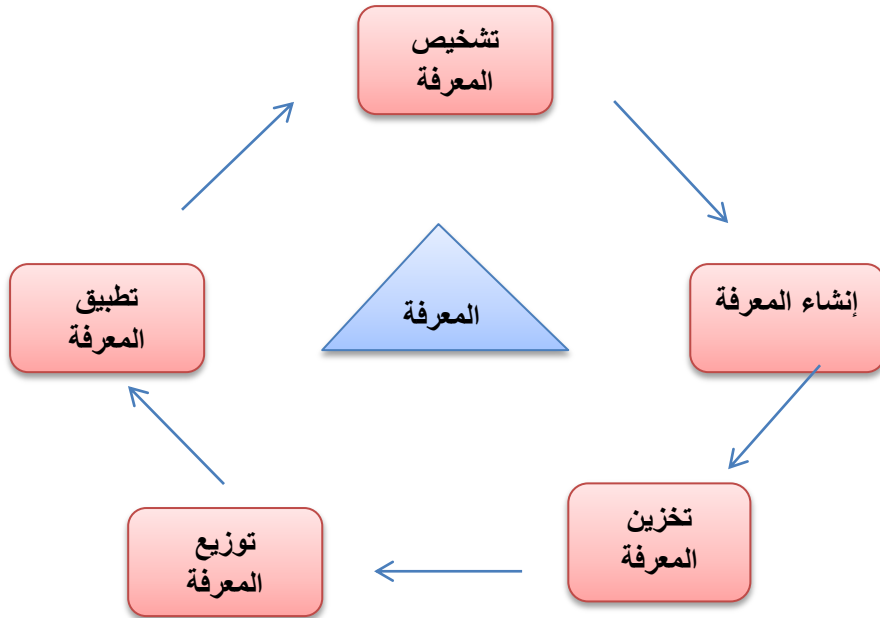 تشخيص
المعرفة
إنشاء المعرفة
تخزين
المعرفة
توزيع
المعرفة
تطبيق
المعرفة
المعرفة